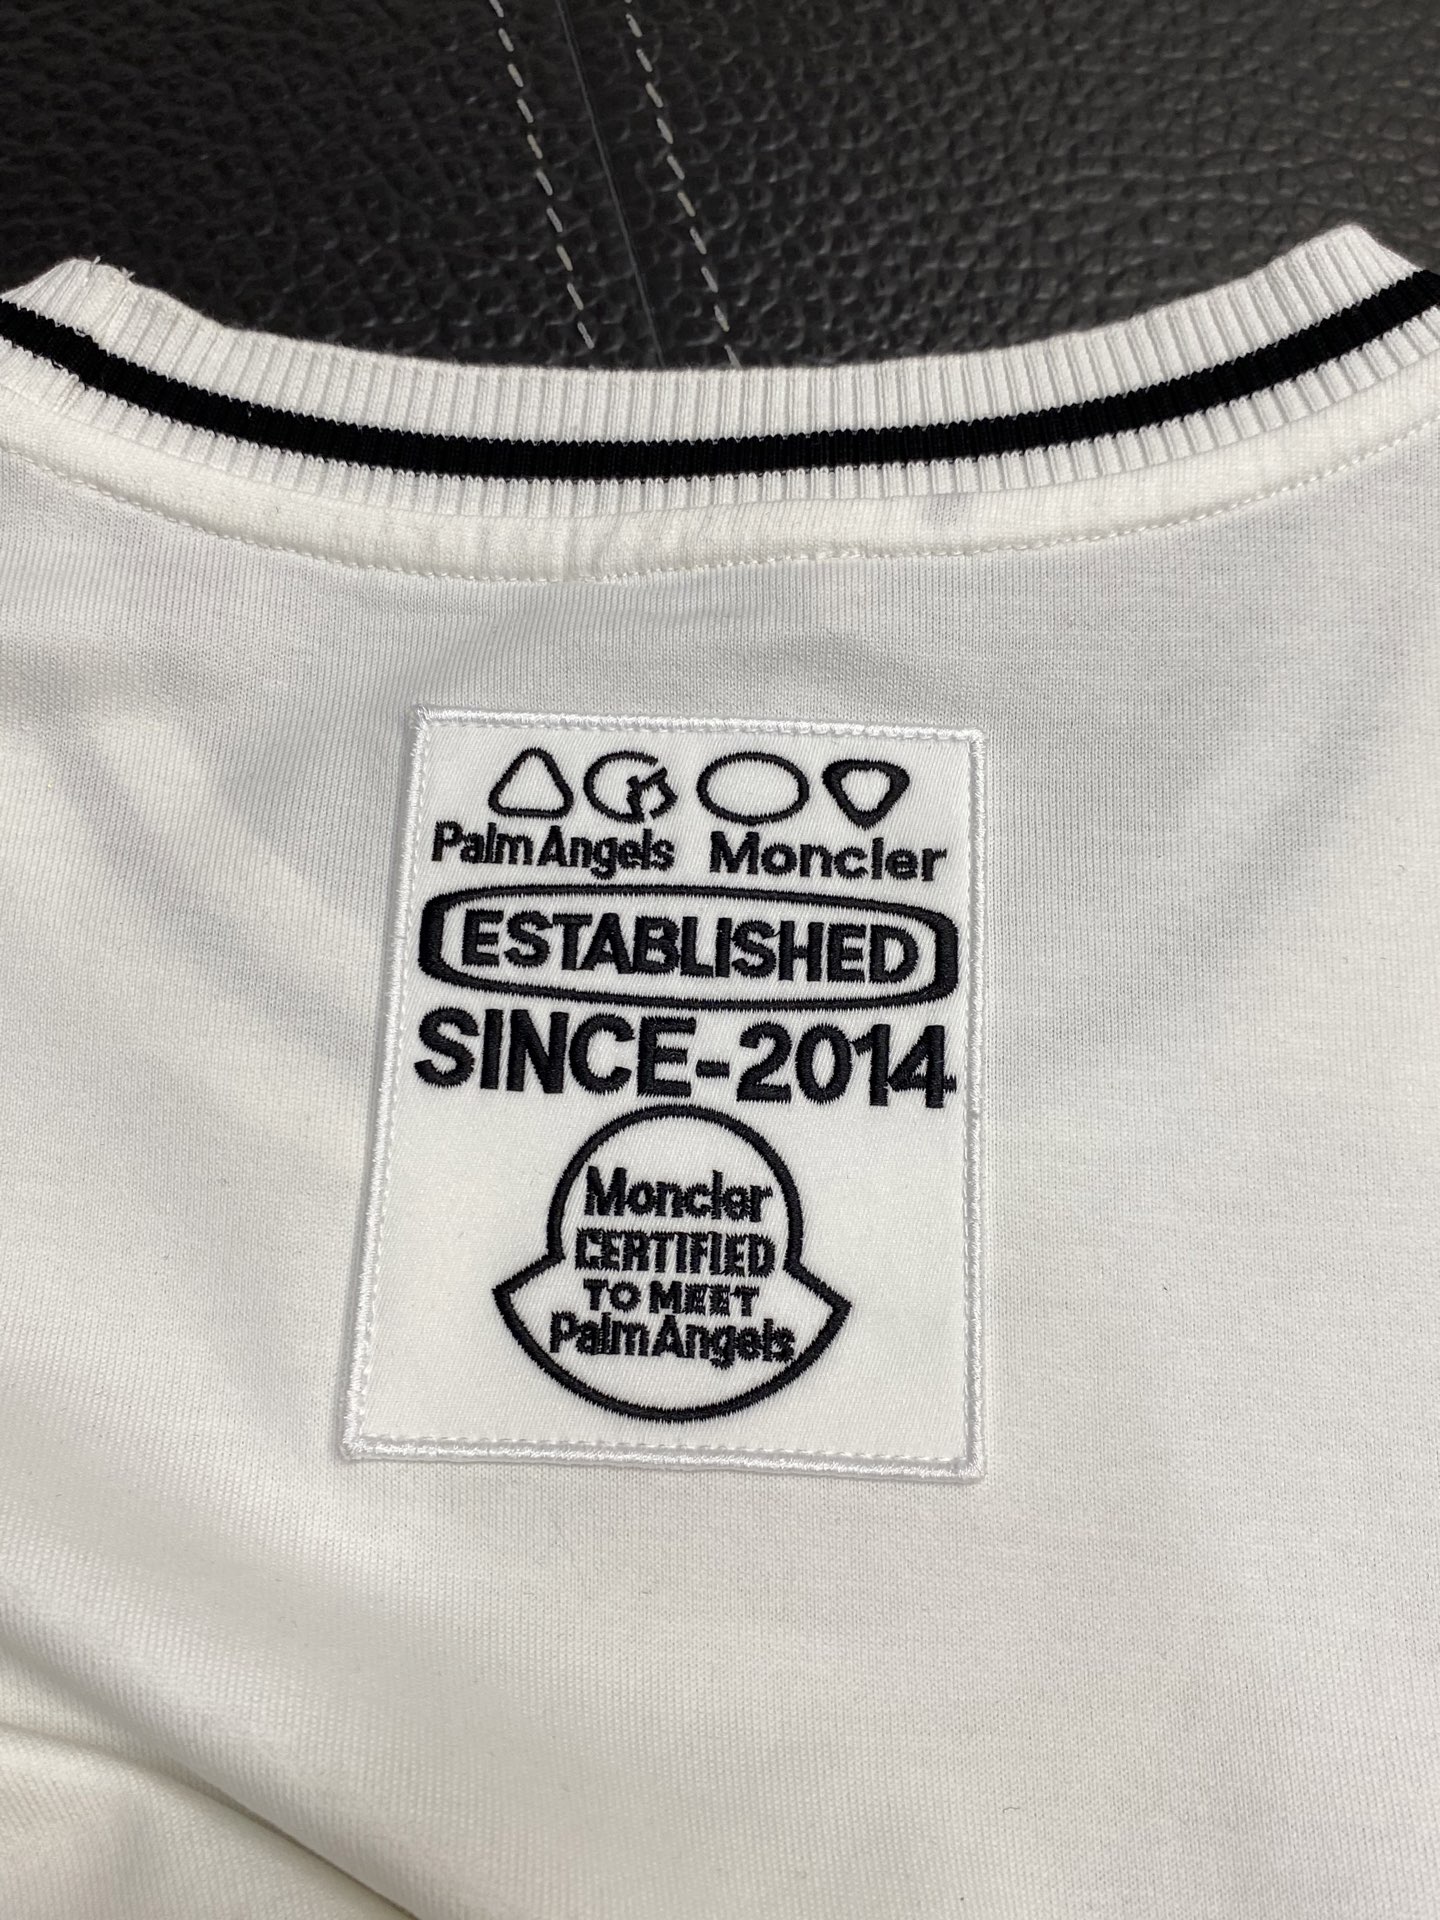 Palm Angels Moncler
ESTABLISHED
SINCE-2014
Moncler
CERTIFIED
TO MEET
Palm Angels